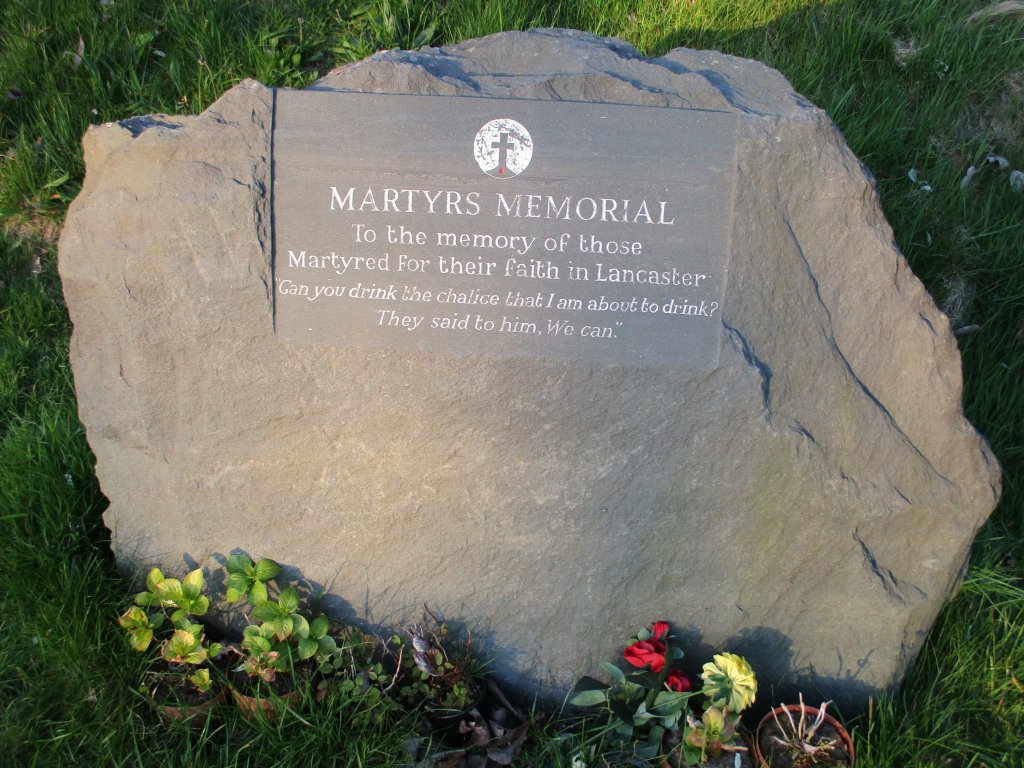 MARTYRS MEMORIAL
To the memory of those
Martyred for their faith in Lancaster
"Can you drink the chalice that I am about to drink?
They said to him, We can."